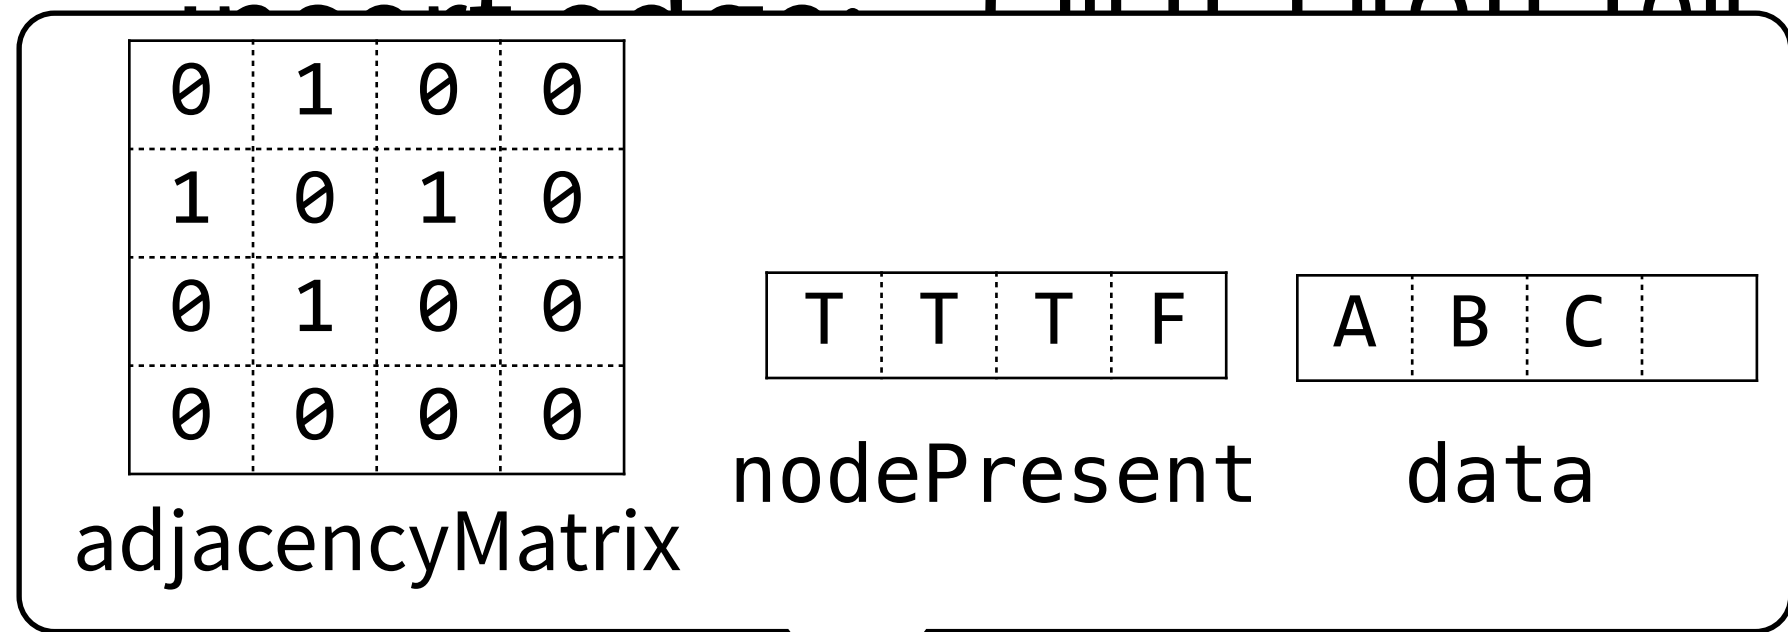 0 1 0 0
1 0 1 0
0 1 0 0
0 0 0 0
adjacencyMatrix
T T T F
nodePresent
A B C
data